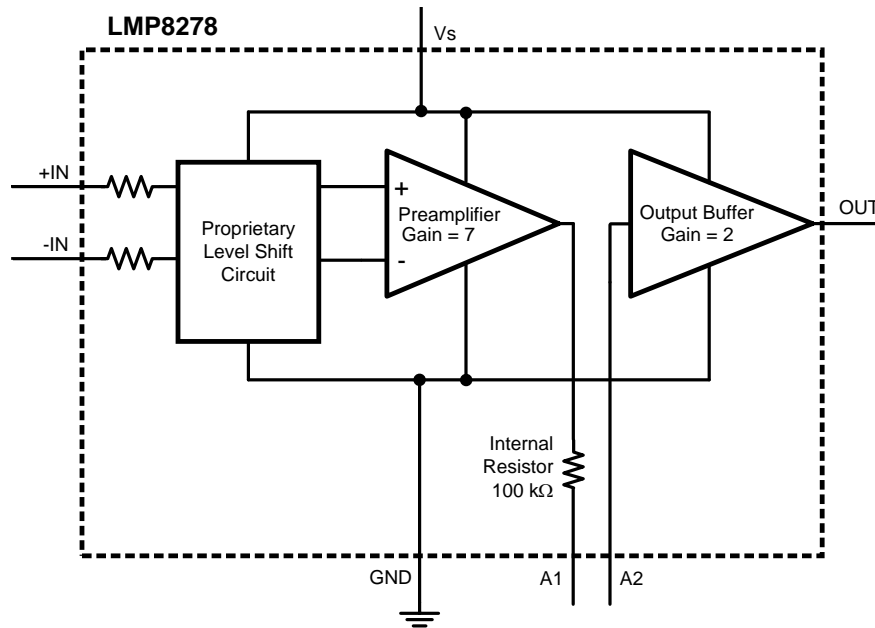 LMP8278
Vs
+IN
-IN
Proprietary
Level Shift
Circuit
+
-
Preamplifier
Gain = 7
Output Buffer
Gain = 2
OUT
Internal
Resistor
100 kΩ
GND
A1
A2